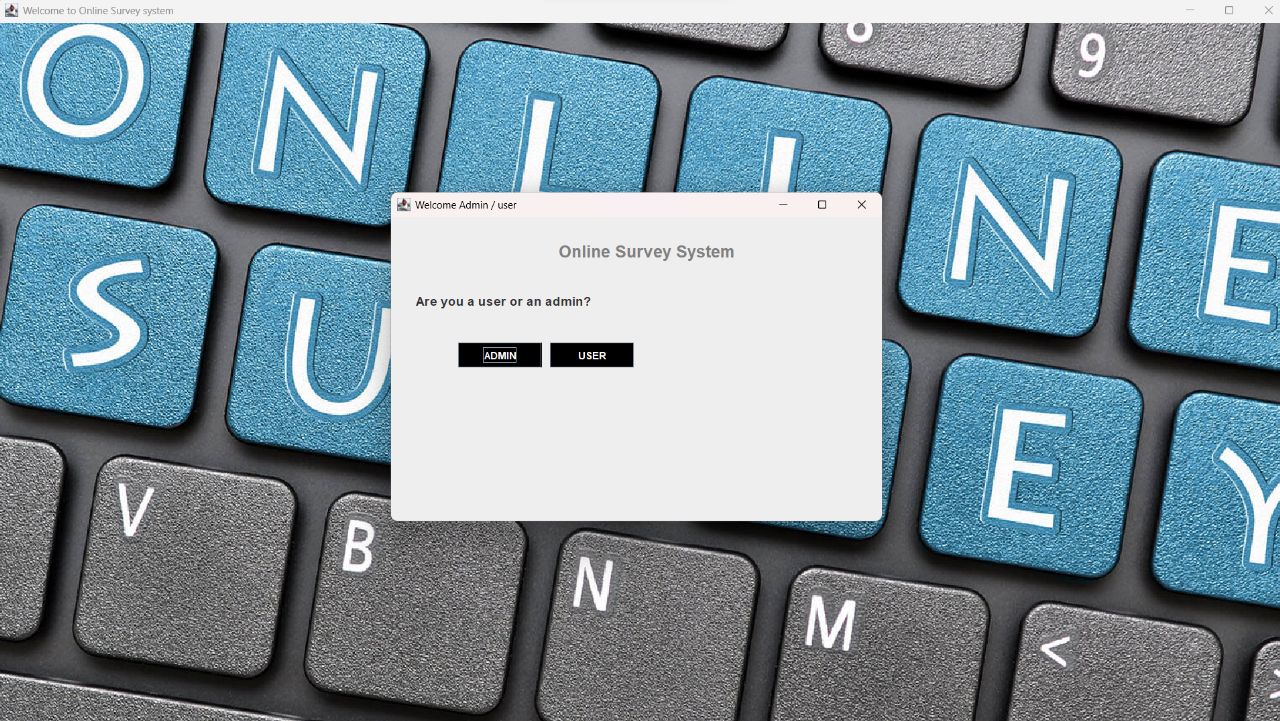 Welcome to Online Survey system
8
9
O N L I N E
Welcome Admin / user
Online Survey System
Are you a user or an admin?
ADMIN USER
S U E Y
V B N M <